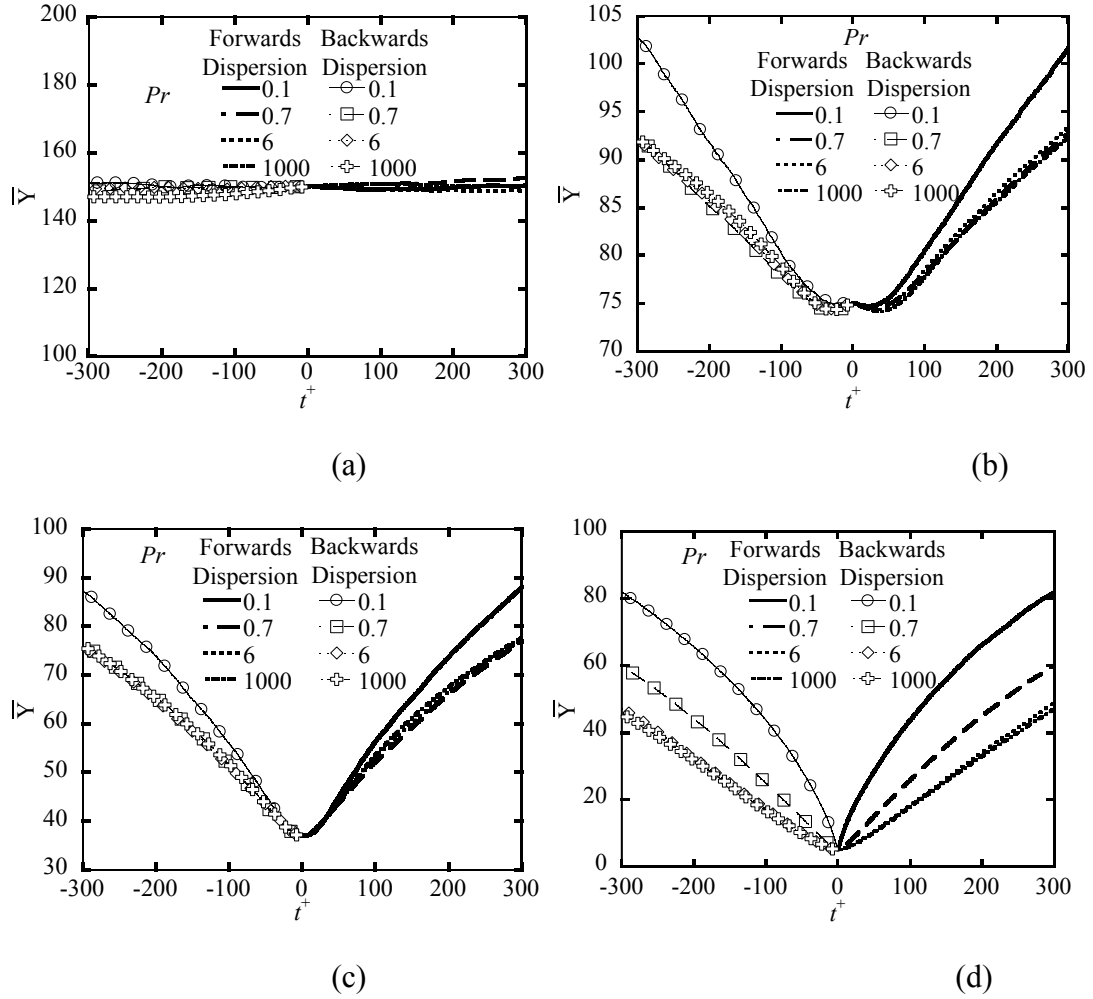 200
180
160
140
120
100
-300 -200 -100 0 100 200 300
Y
t+
Forwards Backwards
Dispersion Dispersion
Pr
0.1 0.1
0.7 0.7
6 6
1000 1000
(a)
105
100
95
90
85
80
75
70
-300 -200 -100 0 100 200 300
Y
t+
Pr
Forwards Backwards
Dispersion Dispersion
0.1 0.1
0.7 0.7
6 6
1000 1000
(b)
100
90
80
70
60
50
40
30
-300 -200 -100 0 100 200 300
Y
t+
Pr Forwards Backwards
Dispersion Dispersion
0.1 0.1
0.7 0.7
6 6
1000 1000
(c)
100
80
60
40
20
0
-300 -200 -100 0 100 200 300
Y
t+
Pr Forwards Backwards
Dispersion Dispersion
0.1 0.1
0.7 0.7
6 6
1000 1000
(d)